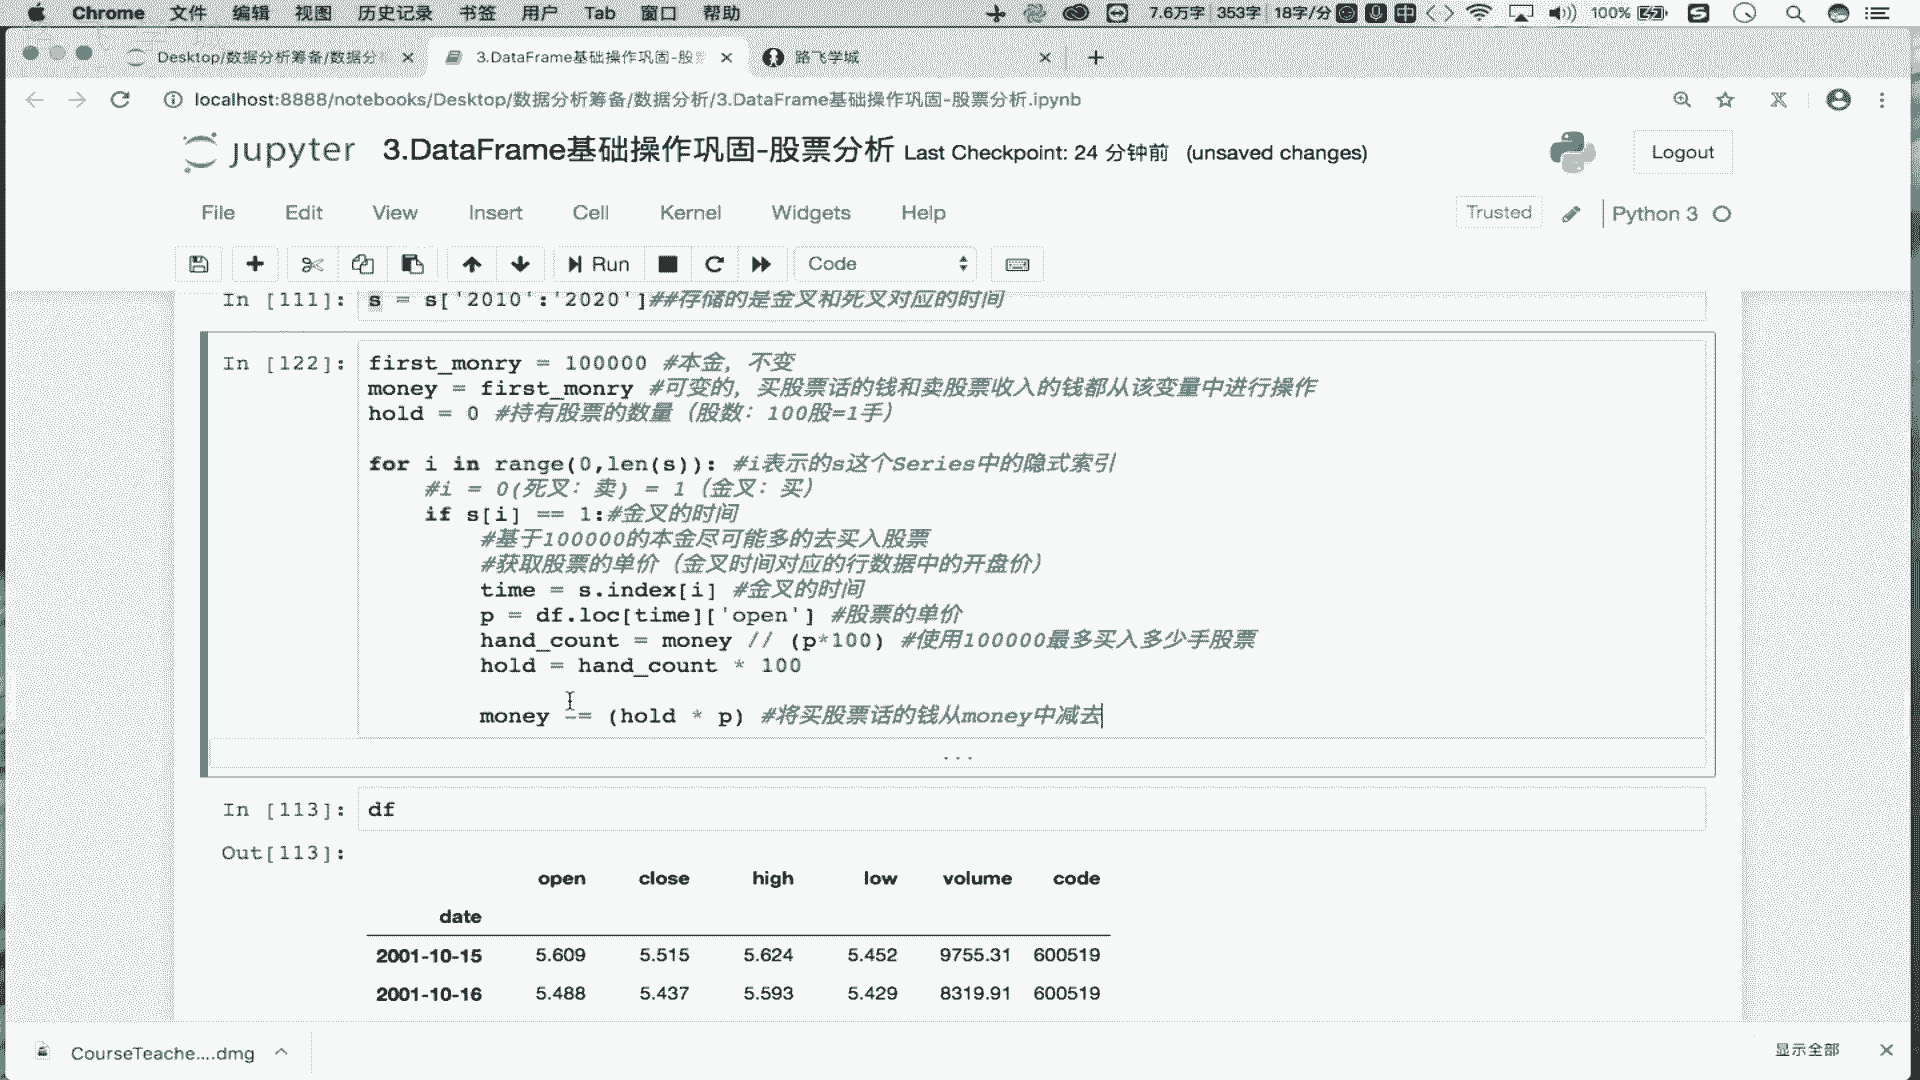 Chrome 文件 编辑 视图 历史记录 书签 用户 Tab 窗口 帮助 7.6万字 353字 18字/分 中 100%
Desktop/数据分析筹备/数据分 3.DataFrame基础操作巩固-股 路飞学城
localhost:8888/notebooks/Desktop/数据分析筹备/数据分析/3.DataFrame基础操作巩固-股票分析.ipynb
jupyter 3.DataFrame基础操作巩固-股票分析 Last Checkpoint: 24 分钟前 (unsaved changes) Logout
File Edit View Insert Cell Kernel Widgets Help Trusted Python 3
Run Code
In [111]: s = s['2010':'2020']##存储的是金叉和死叉对应的时间
In [122]: first_monry = 100000 #本金，不变
money = first_monry #可变的，买股票话的钱和卖股票收入的钱都从该变量中进行操作
hold = 0 #持有股票的数量（股数：100股=1手）
for i in range(0,len(s)): #i表示的s这个Series中的隐式索引
#i = 0(死叉：卖) = 1（金叉：买）
if s[i] == 1:#金叉的时间
#基于100000的本金尽可能多的去买入股票
#获取股票的单价（金叉时间对应的行数据中的开盘价）
time = s.index[i] #金叉的时间
p = df.loc[time]['open'] #股票的单价
hand_count = money // (p*100) #使用100000最多买入多少手股票
hold = hand_count * 100
money -= (hold * p) #将买股票话的钱从money中减去
...
In [113]: df
Out[113]:
open close high low volume code
date
2001-10-15 5.609 5.515 5.624 5.452 9755.31 600519
2001-10-16 5.488 5.437 5.593 5.429 8319.91 600519
CourseTeache....dmg 显示全部